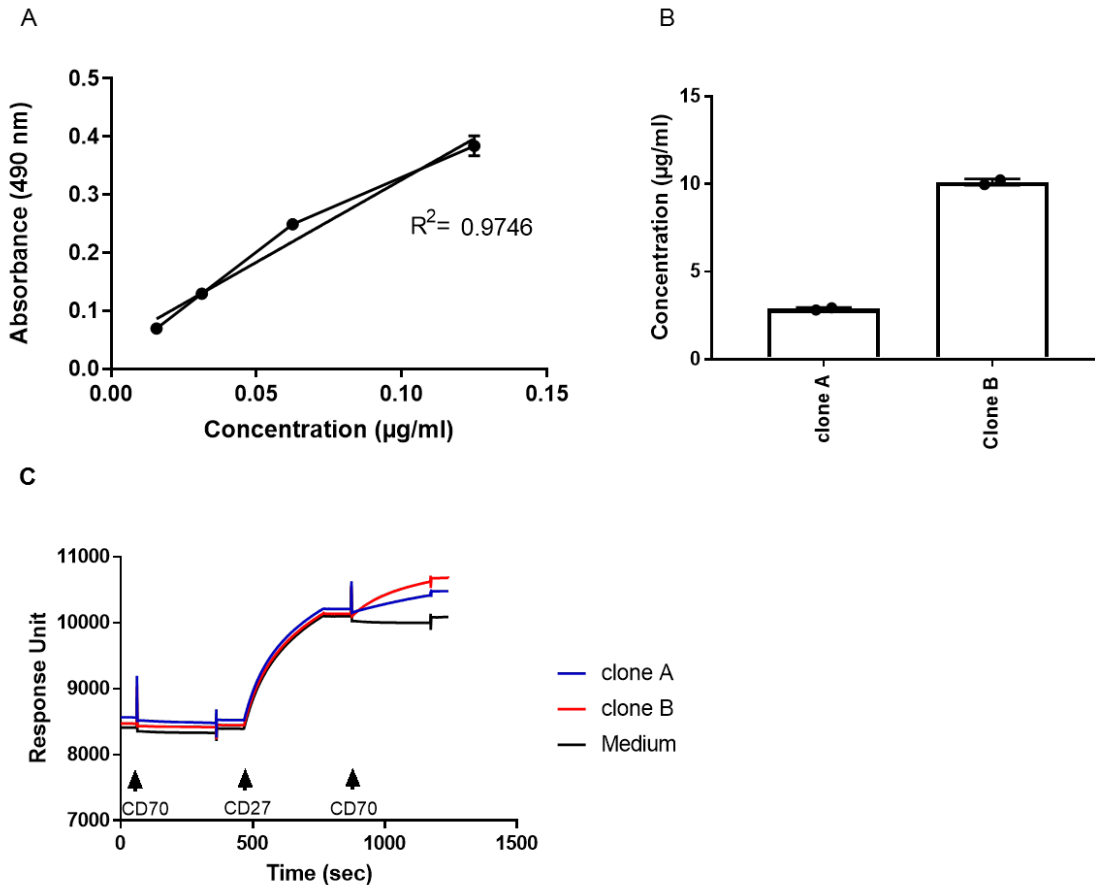 A
Absorbance (490 nm)
0.5
0.4
0.3
0.2
0.1
0.0
R²= 0.9746
0.00 0.05 0.10 0.15
Concentration (µg/ml)
B
Concentration (µg/ml)
15
10
5
0
clone A
Clone B
C
Response Unit
11000
10000
9000
8000
7000
CD70 CD27 CD70
0 500 1000 1500
Time (sec)
clone A
clone B
Medium